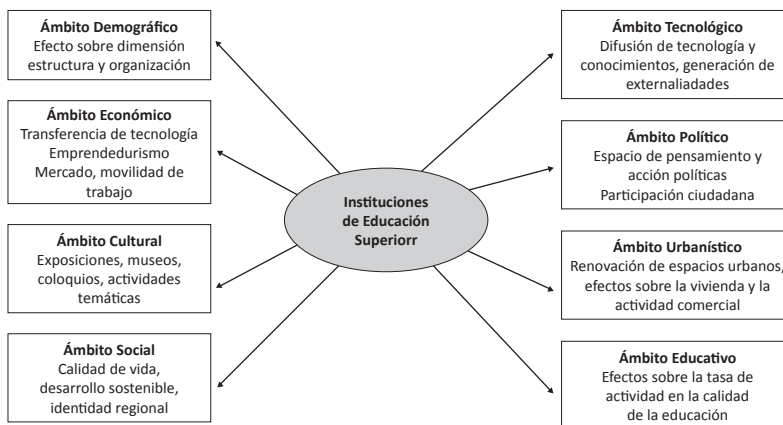 Ámbito Demográfico
Efecto sobre dimensión
estructura y organización
Ámbito Económico
Transferencia de tecnología
Emprendedurismo
Mercado, movilidad de
trabajo
Ámbito Cultural
Exposiciones, museos,
coloquios, actividades
temáticas
Ámbito Social
Calidad de vida,
desarrollo sostenible,
identidad regional
Instituciones
de Educación
Superiorr
Ámbito Tecnológico
Difusión de tecnología y
conocimientos, generación de
externaliadades
Ámbito Político
Espacio de pensamiento y
acción políticas
Participación ciudadana
Ámbito Urbanístico
Renovación de espacios urbanos,
efectos sobre la vivienda y la
actividad comercial
Ámbito Educativo
Efectos sobre la tasa de
actividad en la calidad
de la educación